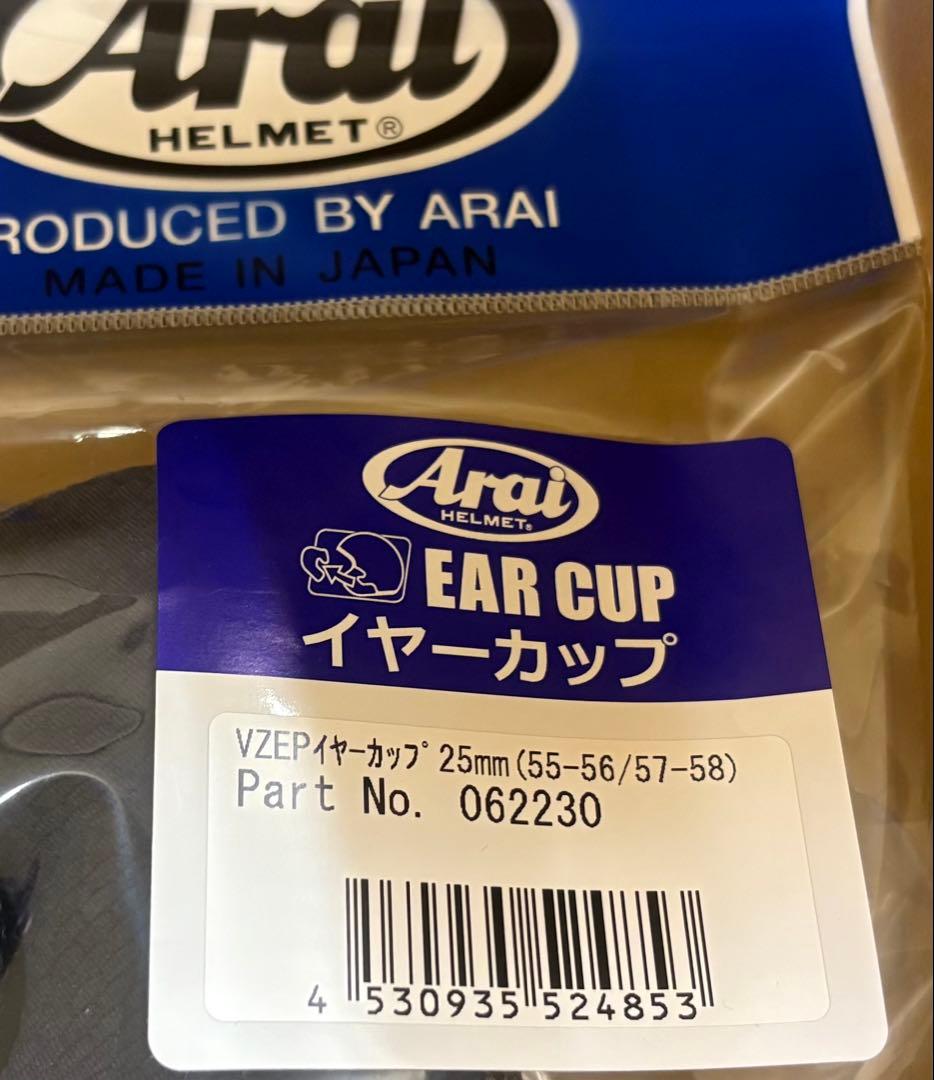 Arai
HELMET®
PRODUCED BY ARAI
MADE IN JAPAN
Arai
HELMET®
EAR CUP
イヤーカップ
VZEPｲﾔｰｶｯﾌﾟ 25mm(55-56/57-58)
Part No. 062230
4 530935 524853